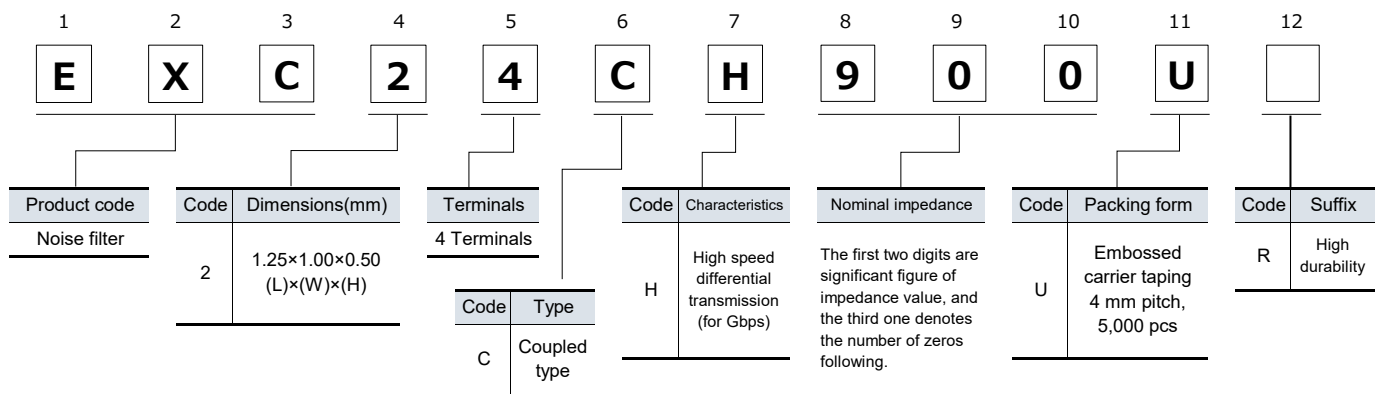 1 2 3 4 5 6 7 8 9 10 11 12
E X C 2 4 C H 9 0 0 U
Product code
Noise filter
Code Dimensions(mm)
2 1.25×1.00×0.50
(L)×(W)×(H)
Terminals
4 Terminals
Code Type
C Coupled
type
Code Characteristics
H High speed
differential
transmission
(for Gbps)
Nominal impedance
The first two digits are
significant figure of
impedance value, and
the third one denotes
the number of zeros
following.
Code Packing form
U Embossed
carrier taping
4 mm pitch,
5,000 pcs
Code Suffix
R High
durability